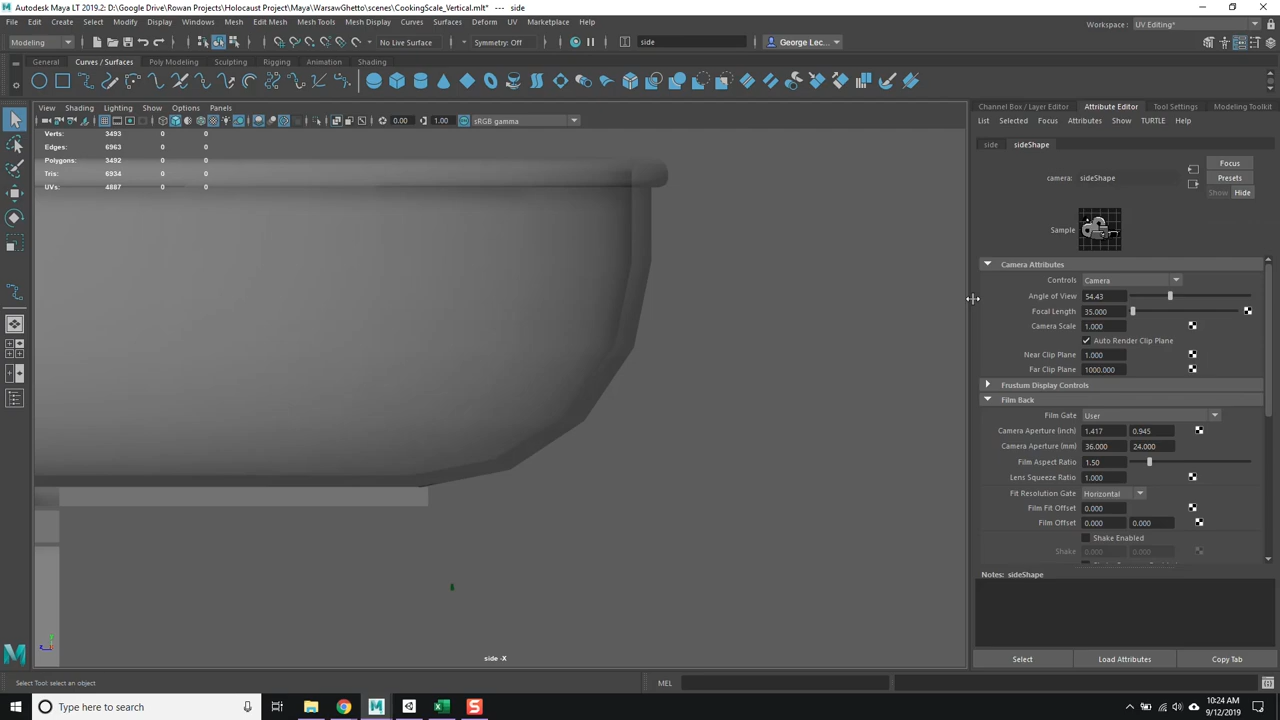 Autodesk Maya LT 2019.2: D:\Google Drive\Rowan Projects\Holocaust Project\Maya\WarsawGhetto\scenes\CookingScale_Vertical.mlt* --- side
File Edit Create Select Modify Display Windows Mesh Edit Mesh Mesh Tools Mesh Display Curves Surfaces Deform UV Marketplace Help
Workspace : UV Editing*
Modeling No Live Surface Symmetry: Off side George Lec...
General Curves / Surfaces Poly Modeling Sculpting Rigging Animation Shading
View Shading Lighting Show Options Panels
0.00 1.00 sRGB gamma
Verts: 3493 0 0
Edges: 6963 0 0
Polygons: 3492 0 0
Tris: 6934 0 0
UVs: 4887 0 0
side -X
Channel Box / Layer Editor Attribute Editor Tool Settings Modeling Toolkit
List Selected Focus Attributes Show TURTLE Help
side sideShape
Focus
camera: sideShape Presets
Show Hide
Sample
Camera Attributes
Controls Camera
Angle of View 54.43
Focal Length 35.000
Camera Scale 1.000
Auto Render Clip Plane
Near Clip Plane 1.000
Far Clip Plane 1000.000
Frustum Display Controls
Film Back
Film Gate User
Camera Aperture (inch) 1.417 0.945
Camera Aperture (mm) 36.000 24.000
Film Aspect Ratio 1.50
Lens Squeeze Ratio 1.000
Fit Resolution Gate Horizontal
Film Fit Offset 0.000
Film Offset 0.000 0.000
Shake Enabled
Shake 0.000 0.000
Notes: sideShape
Select Load Attributes Copy Tab
Select Tool: select an object MEL
Type here to search
10:24 AM
9/12/2019